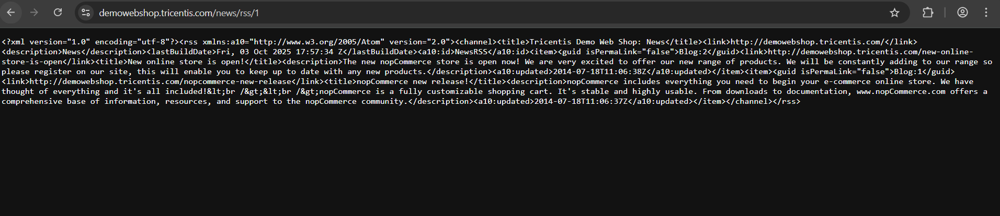 demowebshop.tricentis.com/news/rss/1
<?xml version="1.0" encoding="utf-8"?><rss xmlns:a10="http://www.w3.org/2005/Atom" version="2.0"><channel><title>Tricentis Demo Web Shop: News</title><link>http://demowebshop.tricentis.com/</link>
<description>News</description><lastBuildDate>Fri, 03 Oct 2025 17:57:34 Z</lastBuildDate><a10:id>NewsRSS</a10:id><item><guid isPermaLink="false">Blog:2</guid><link>http://demowebshop.tricentis.com/new-online-
store-is-open</link><title>New online store is open!</title><description>The new nopCommerce store is open now! We are very excited to offer our new range of products. We will be constantly adding to our range so
please register on our site, this will enable you to keep up to date with any new products.</description><a10:updated>2014-07-18T11:06:38Z</a10:updated></item><item><guid isPermaLink="false">Blog:1</guid>
<link>http://demowebshop.tricentis.com/nopcommerce-new-release</link><title>nopCommerce new release!</title><description>nopCommerce includes everything you need to begin your e-commerce online store. We have
thought of everything and it's all included!&lt;br /&gt;&lt;br /&gt;nopCommerce is a fully customizable shopping cart. It's stable and highly usable. From downloads to documentation, www.nopCommerce.com offers a
comprehensive base of information, resources, and support to the nopCommerce community.</description><a10:updated>2014-07-18T11:06:37Z</a10:updated></item></channel></rss>